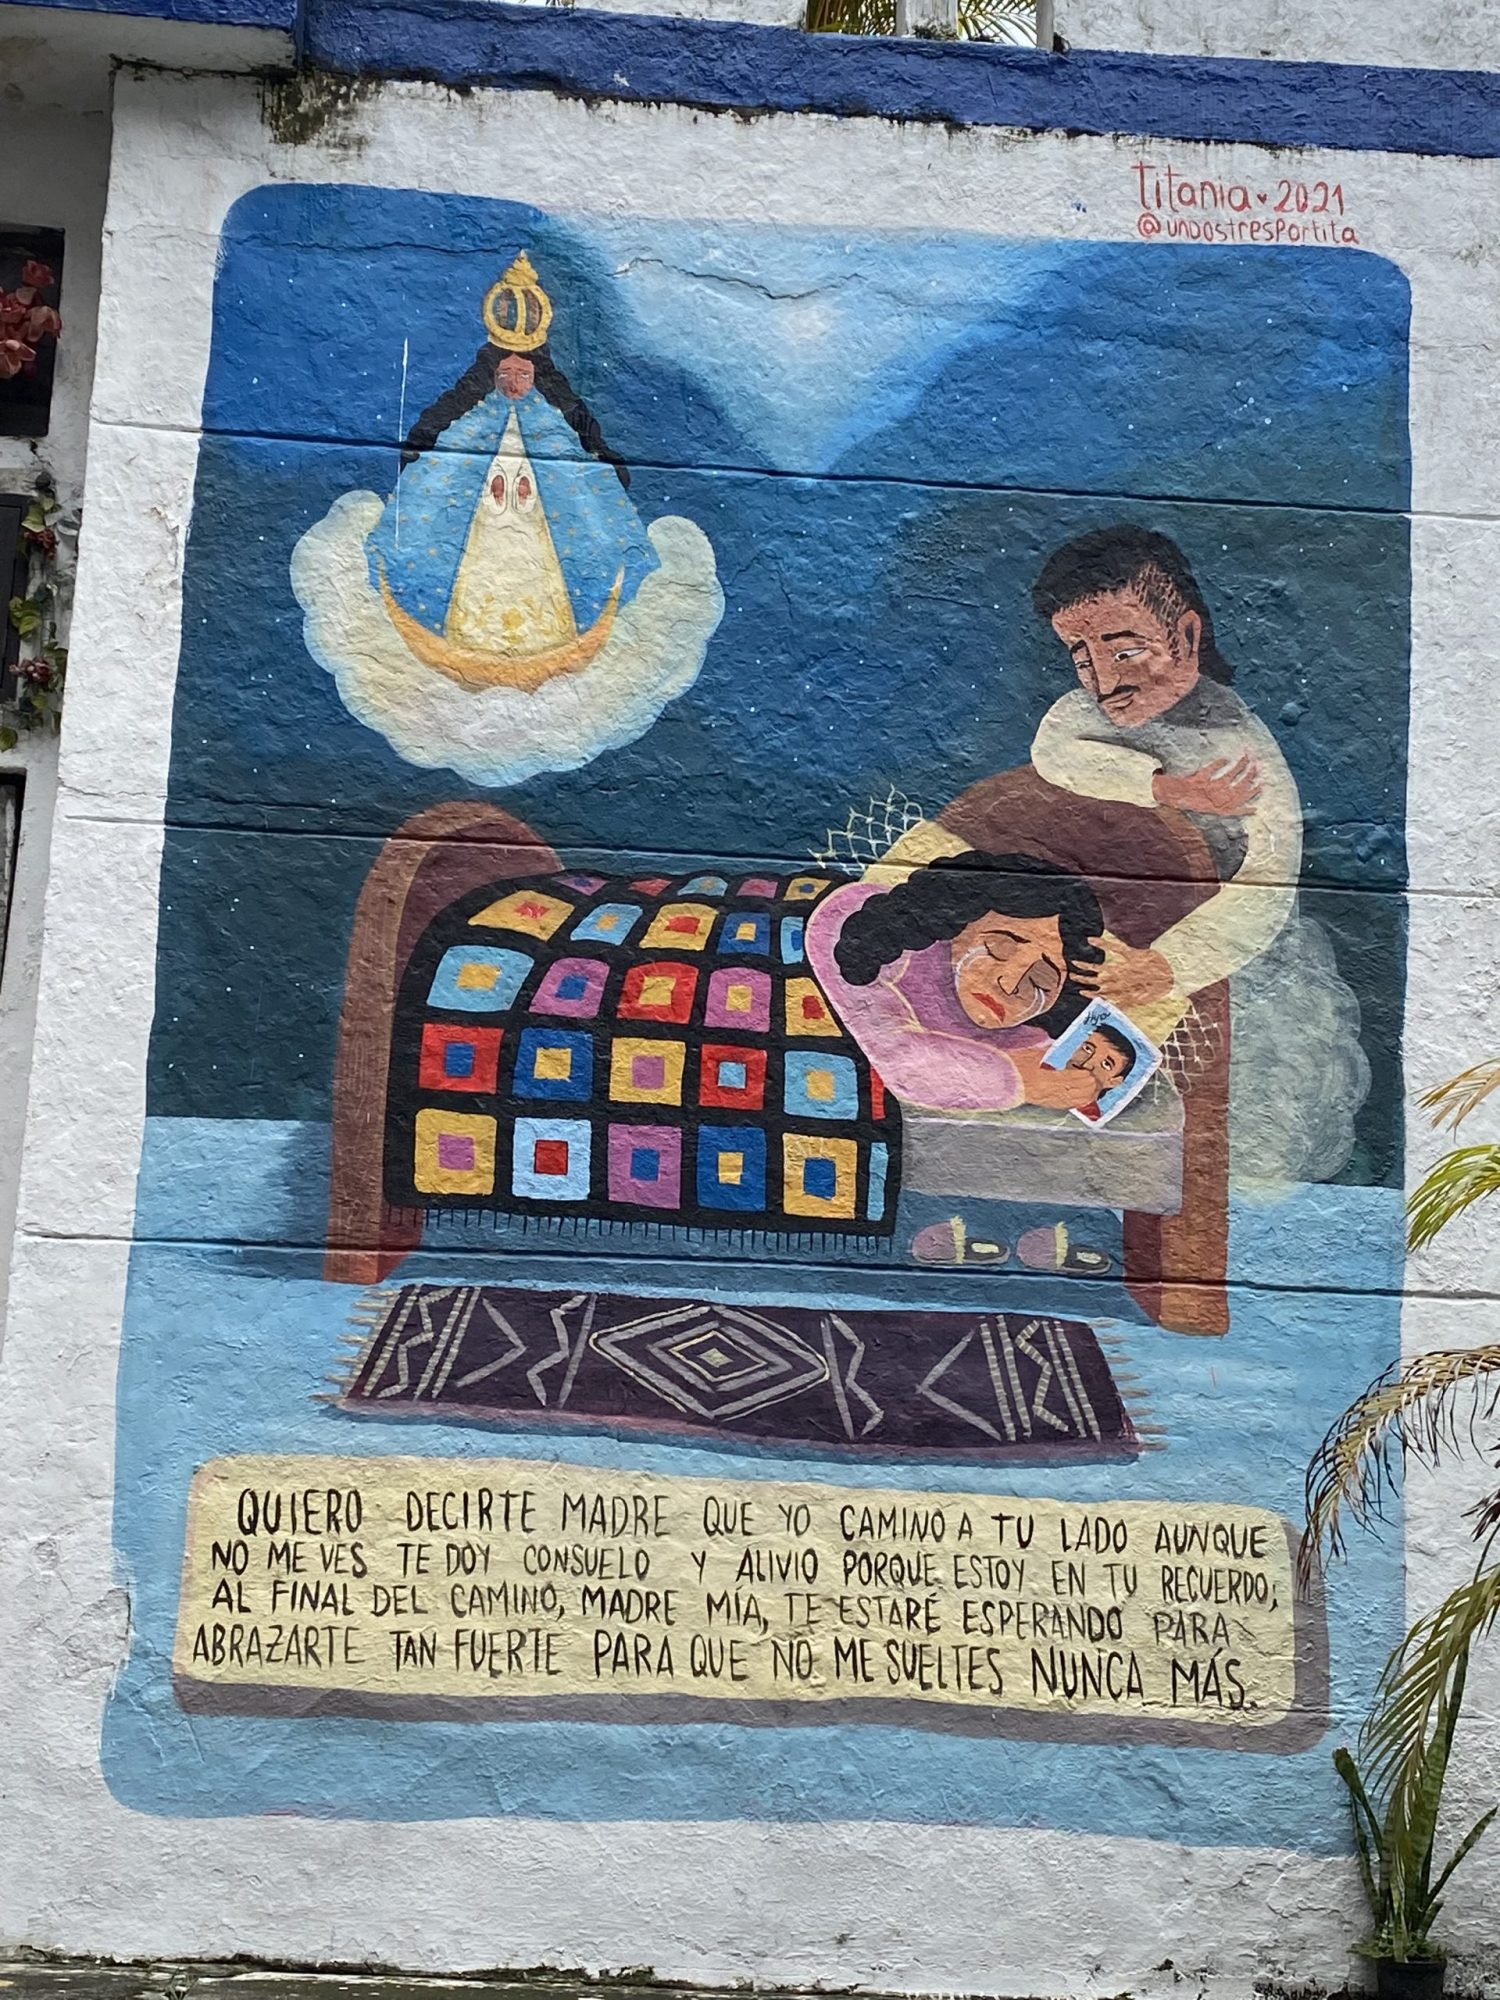 Titania 2021
@undostresportita
Hijo
QUIERO DECIRTE MADRE QUE YO CAMINO A TU LADO AUNQUE
NO ME VES TE DOY CONSUELO Y ALIVIO PORQUE ESTOY EN TU RECUERDO;
AL FINAL DEL CAMINO, MADRE MÍA, TE ESTARÉ ESPERANDO PARA
ABRAZARTE TAN FUERTE PARA QUE NO ME SUELTES NUNCA MÁS.